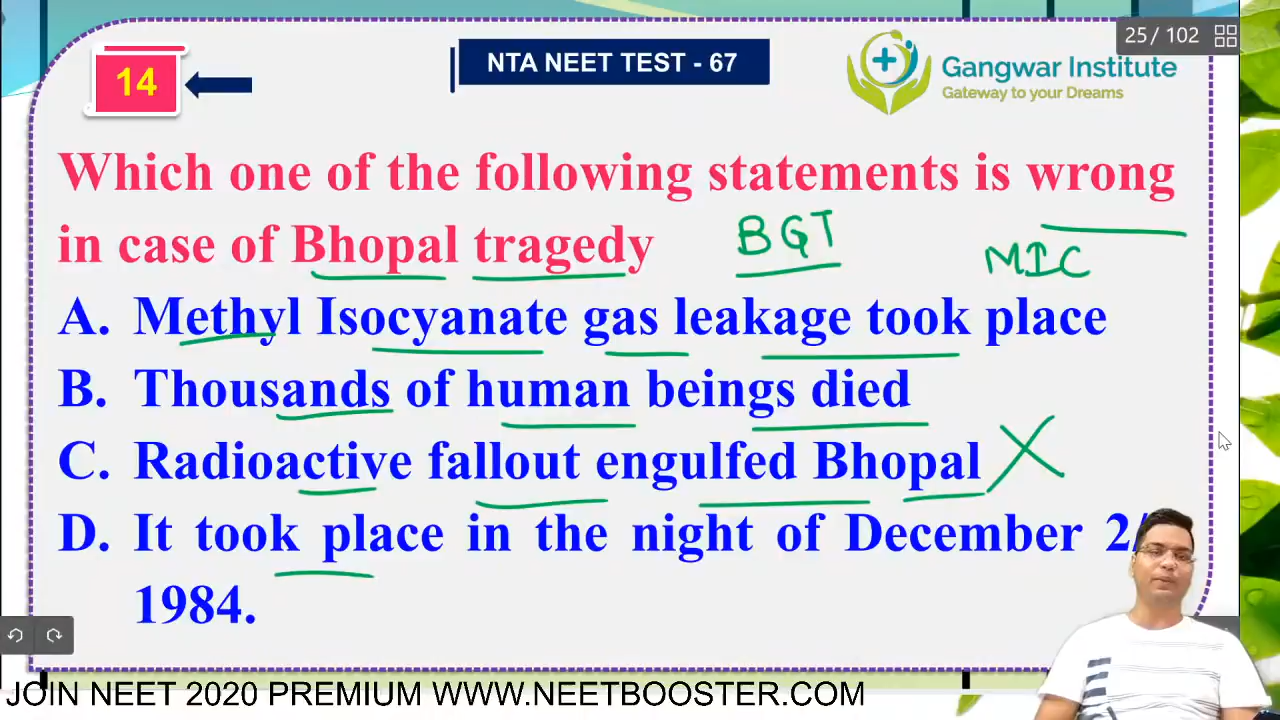 25 / 102
14
NTA NEET TEST - 67
Gangwar Institute
Gateway to your Dreams
Which one of the following statements is wrong
in case of Bhopal tragedy
BGT
MIC
A. Methyl Isocyanate gas leakage took place
B. Thousands of human beings died
C. Radioactive fallout engulfed Bhopal
D. It took place in the night of December 2/
1984.
JOIN NEET 2020 PREMIUM WWW.NEETBOOSTER.COM